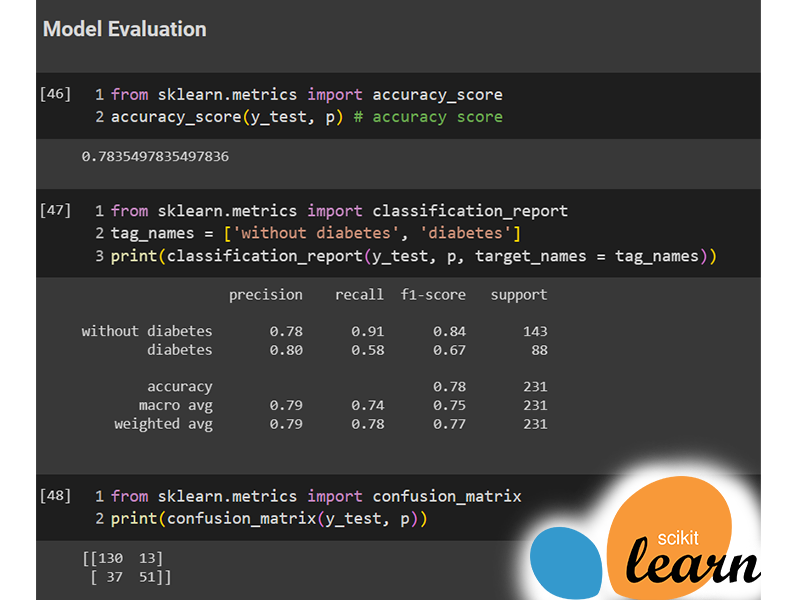 Model Evaluation
[46] 1 from sklearn.metrics import accuracy_score
2 accuracy_score(y_test, p) # accuracy score
0.7835497835497836
[47] 1 from sklearn.metrics import classification_report
2 tag_names = ['without diabetes', 'diabetes']
3 print(classification_report(y_test, p, target_names = tag_names))
precision recall f1-score support
without diabetes 0.78 0.91 0.84 143
diabetes 0.80 0.58 0.67 88
accuracy 0.78 231
macro avg 0.79 0.74 0.75 231
weighted avg 0.79 0.78 0.77 231
[48] 1 from sklearn.metrics import confusion_matrix
2 print(confusion_matrix(y_test, p))
[[130 13]
[ 37 51]]
scikit
learn